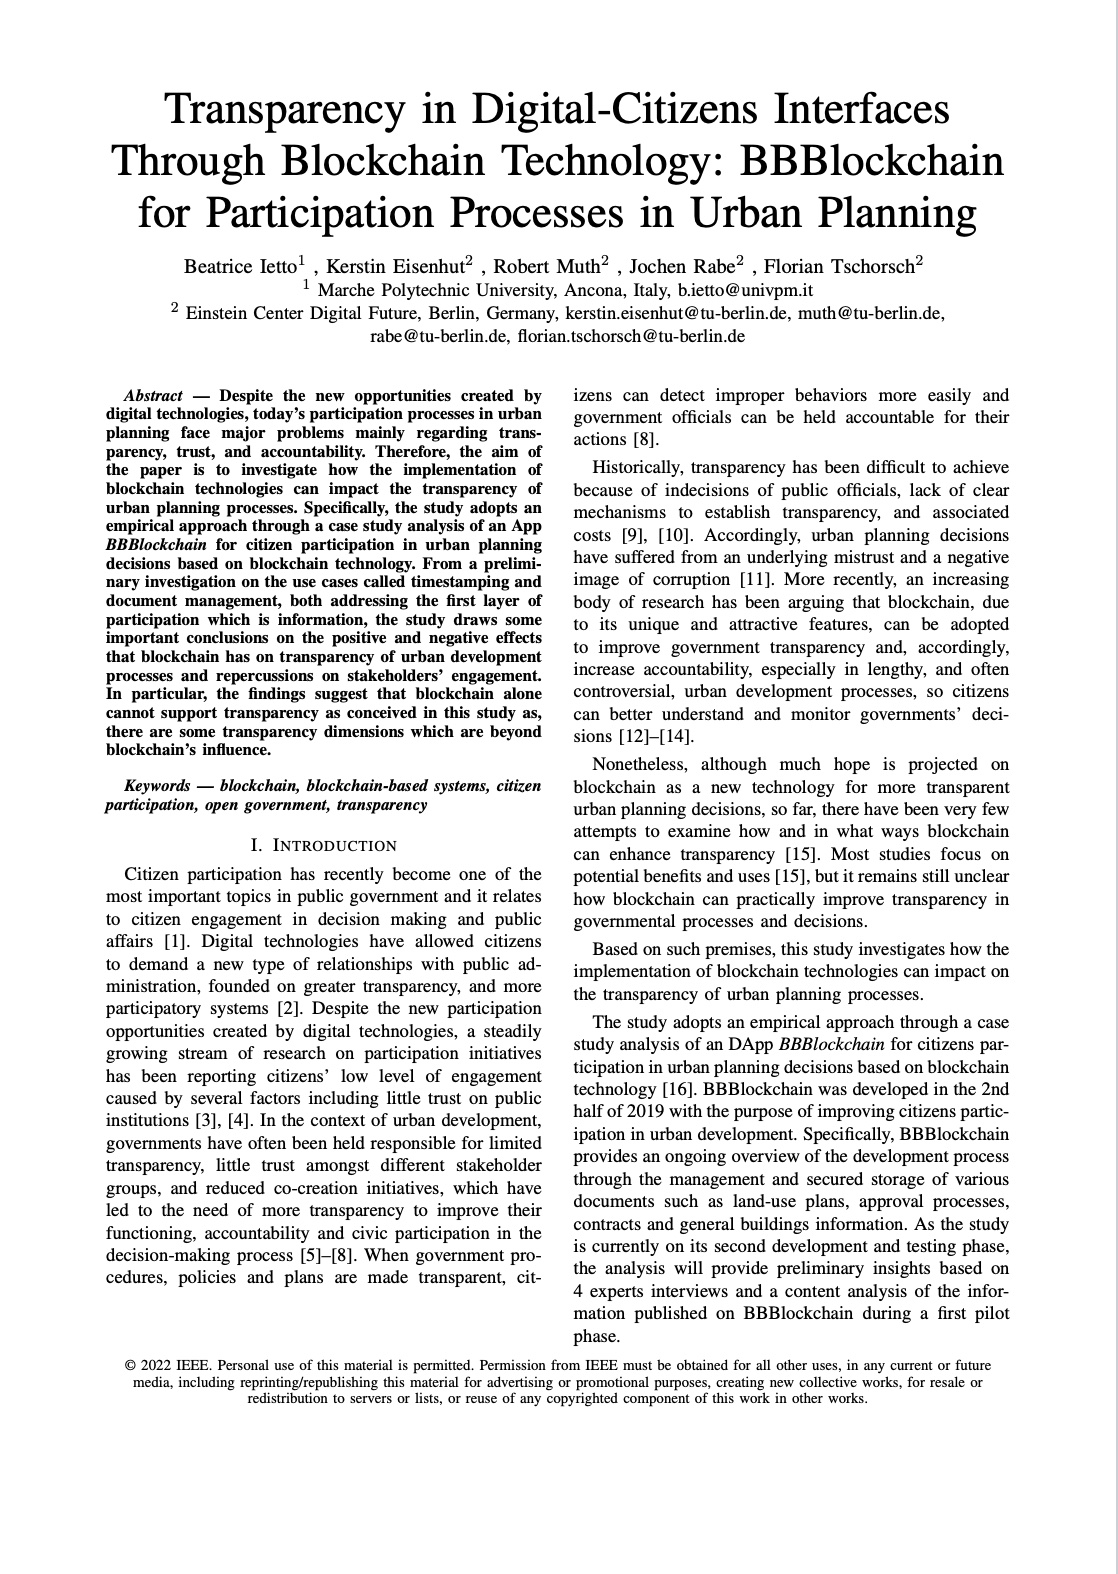 Transparency in Digital-Citizens Interfaces
Through Blockchain Technology: BBBlockchain
for Participation Processes in Urban Planning
Beatrice Ietto1 , Kerstin Eisenhut2 , Robert Muth2 , Jochen Rabe2 , Florian Tschorsch2
1 Marche Polytechnic University, Ancona, Italy, b.ietto@univpm.it
2 Einstein Center Digital Future, Berlin, Germany, kerstin.eisenhut@tu-berlin.de, muth@tu-berlin.de,
rabe@tu-berlin.de, florian.tschorsch@tu-berlin.de
Abstract — Despite the new opportunities created by
digital technologies, today's participation processes in urban
planning face major problems mainly regarding trans-
parency, trust, and accountability. Therefore, the aim of
the paper is to investigate how the implementation of
blockchain technologies can impact the transparency of
urban planning processes. Specifically, the study adopts an
empirical approach through a case study analysis of an App
BBBlockchain for citizen participation in urban planning
decisions based on blockchain technology. From a prelimi-
nary investigation on the use cases called timestamping and
document management, both addressing the first layer of
participation which is information, the study draws some
important conclusions on the positive and negative effects
that blockchain has on transparency of urban development
processes and repercussions on stakeholders' engagement.
In particular, the findings suggest that blockchain alone
cannot support transparency as conceived in this study as,
there are some transparency dimensions which are beyond
blockchain's influence.
Keywords — blockchain, blockchain-based systems, citizen
participation, open government, transparency
I. INTRODUCTION
Citizen participation has recently become one of the
most important topics in public government and it relates
to citizen engagement in decision making and public
affairs [1]. Digital technologies have allowed citizens
to demand a new type of relationships with public ad-
ministration, founded on greater transparency, and more
participatory systems [2]. Despite the new participation
opportunities created by digital technologies, a steadily
growing stream of research on participation initiatives
has been reporting citizens' low level of engagement
caused by several factors including little trust on public
institutions [3], [4]. In the context of urban development,
governments have often been held responsible for limited
transparency, little trust amongst different stakeholder
groups, and reduced co-creation initiatives, which have
led to the need of more transparency to improve their
functioning, accountability and civic participation in the
decision-making process [5]–[8]. When government pro-
cedures, policies and plans are made transparent, cit-
izens can detect improper behaviors more easily and
government officials can be held accountable for their
actions [8].
Historically, transparency has been difficult to achieve
because of indecisions of public officials, lack of clear
mechanisms to establish transparency, and associated
costs [9], [10]. Accordingly, urban planning decisions
have suffered from an underlying mistrust and a negative
image of corruption [11]. More recently, an increasing
body of research has been arguing that blockchain, due
to its unique and attractive features, can be adopted
to improve government transparency and, accordingly,
increase accountability, especially in lengthy, and often
controversial, urban development processes, so citizens
can better understand and monitor governments' deci-
sions [12]–[14].
Nonetheless, although much hope is projected on
blockchain as a new technology for more transparent
urban planning decisions, so far, there have been very few
attempts to examine how and in what ways blockchain
can enhance transparency [15]. Most studies focus on
potential benefits and uses [15], but it remains still unclear
how blockchain can practically improve transparency in
governmental processes and decisions.
Based on such premises, this study investigates how the
implementation of blockchain technologies can impact on
the transparency of urban planning processes.
The study adopts an empirical approach through a case
study analysis of an DApp BBBlockchain for citizens par-
ticipation in urban planning decisions based on blockchain
technology [16]. BBBlockchain was developed in the 2nd
half of 2019 with the purpose of improving citizens partic-
ipation in urban development. Specifically, BBBlockchain
provides an ongoing overview of the development process
through the management and secured storage of various
documents such as land-use plans, approval processes,
contracts and general buildings information. As the study
is currently on its second development and testing phase,
the analysis will provide preliminary insights based on
4 experts interviews and a content analysis of the infor-
mation published on BBBlockchain during a first pilot
phase.
© 2022 IEEE. Personal use of this material is permitted. Permission from IEEE must be obtained for all other uses, in any current or future
media, including reprinting/republishing this material for advertising or promotional purposes, creating new collective works, for resale or
redistribution to servers or lists, or reuse of any copyrighted component of this work in other works.